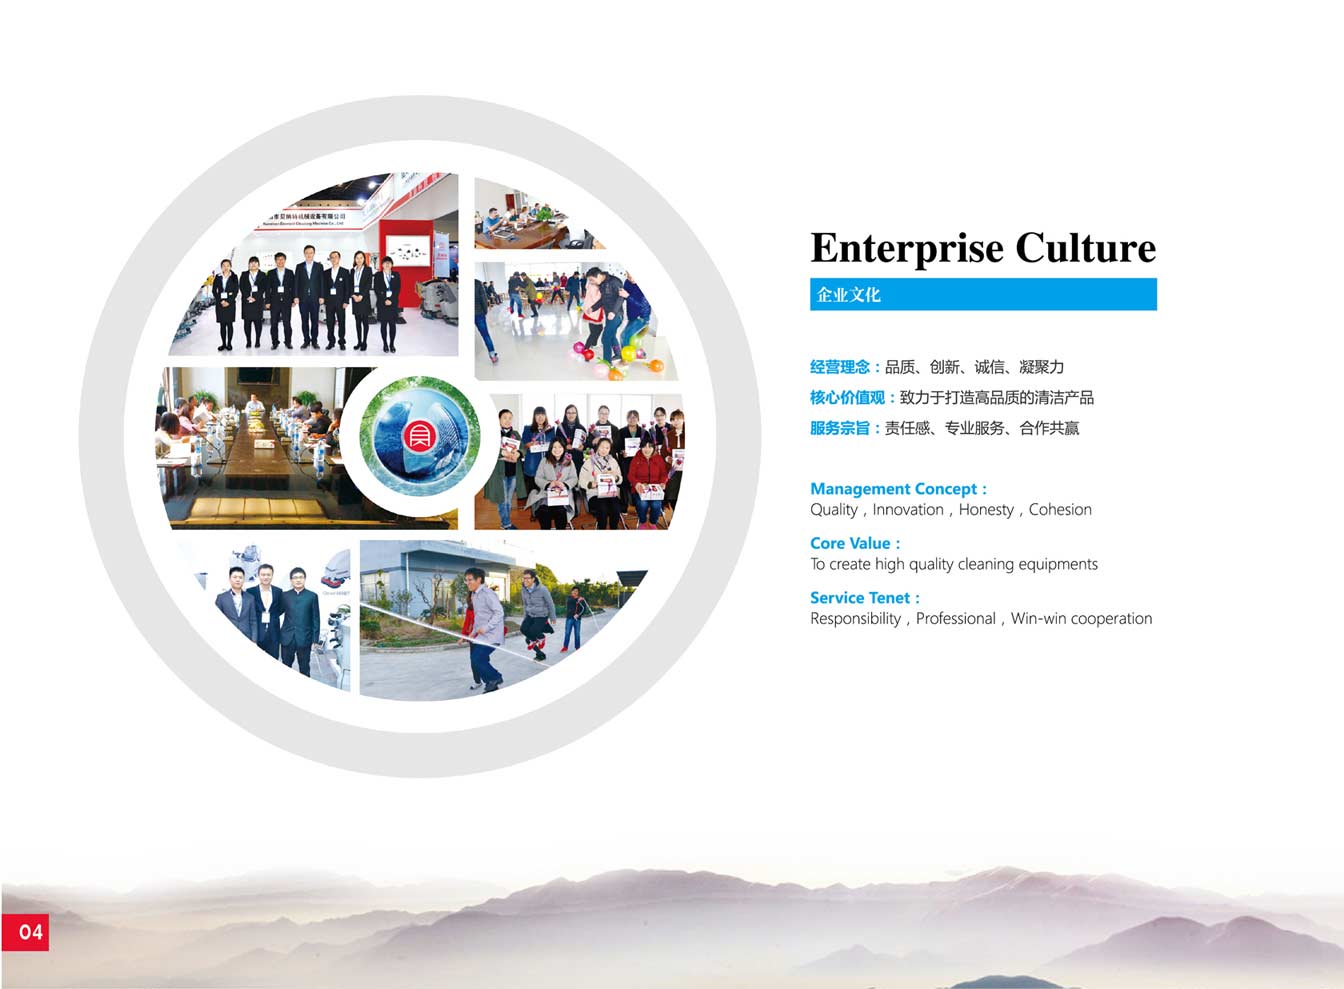 Enterprise Culture
企业文化
经营理念：品质、创新、诚信、凝聚力
核心价值观：致力于打造高品质的清洁产品
服务宗旨：责任感、专业服务、合作共赢
Management Concept：
Quality，Innovation，Honesty，Cohesion
Core Value：
To create high quality cleaning equipments
Service Tenet：
Responsibility，Professional，Win-win cooperation
04